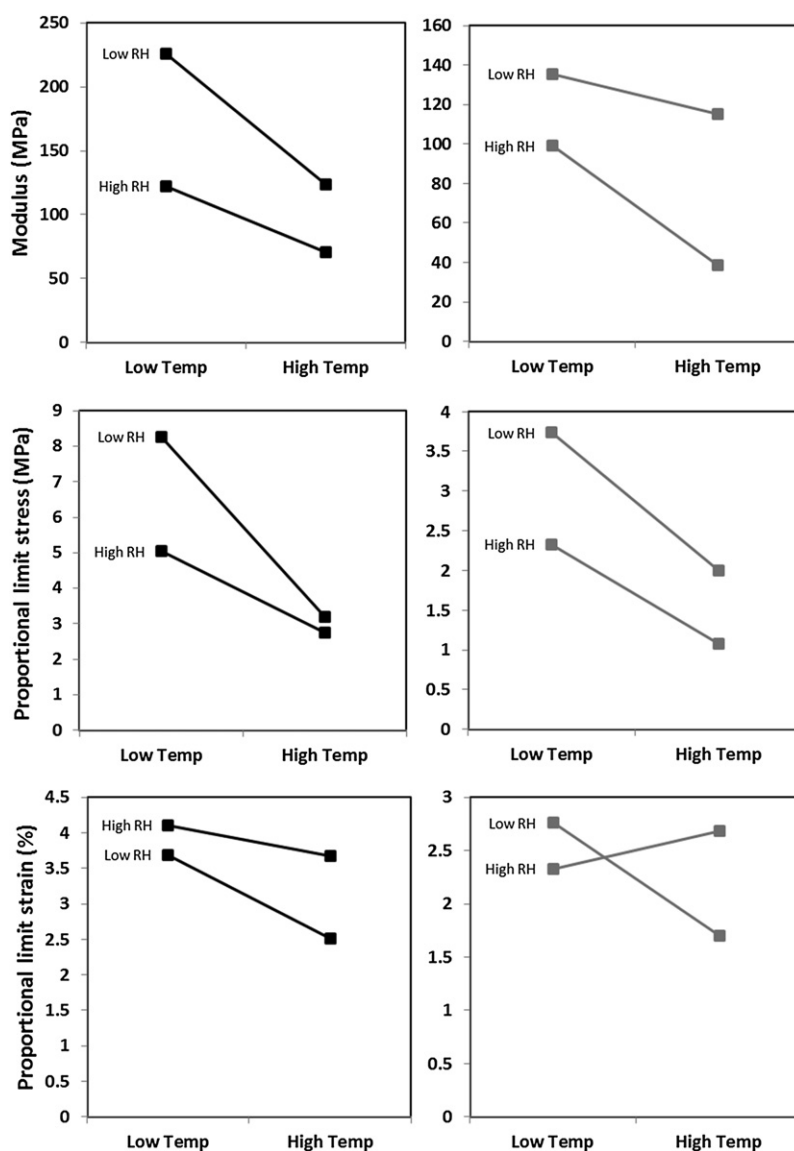 Modulus (MPa)
250
200
150
100
50
0
Low RH
High RH
Low Temp
High Temp
160
140
120
100
80
60
40
20
0
Low RH
High RH
Low Temp
High Temp
Proportional limit stress (MPa)
9
8
7
6
5
4
3
2
1
0
Low RH
High RH
Low Temp
High Temp
4
3.5
3
2.5
2
1.5
1
0.5
0
Low RH
High RH
Low Temp
High Temp
Proportional limit strain (%)
4.5
4
3.5
3
2.5
2
1.5
1
0.5
0
High RH
Low RH
Low Temp
High Temp
3
2.5
2
1.5
1
0.5
0
Low RH
High RH
Low Temp
High Temp